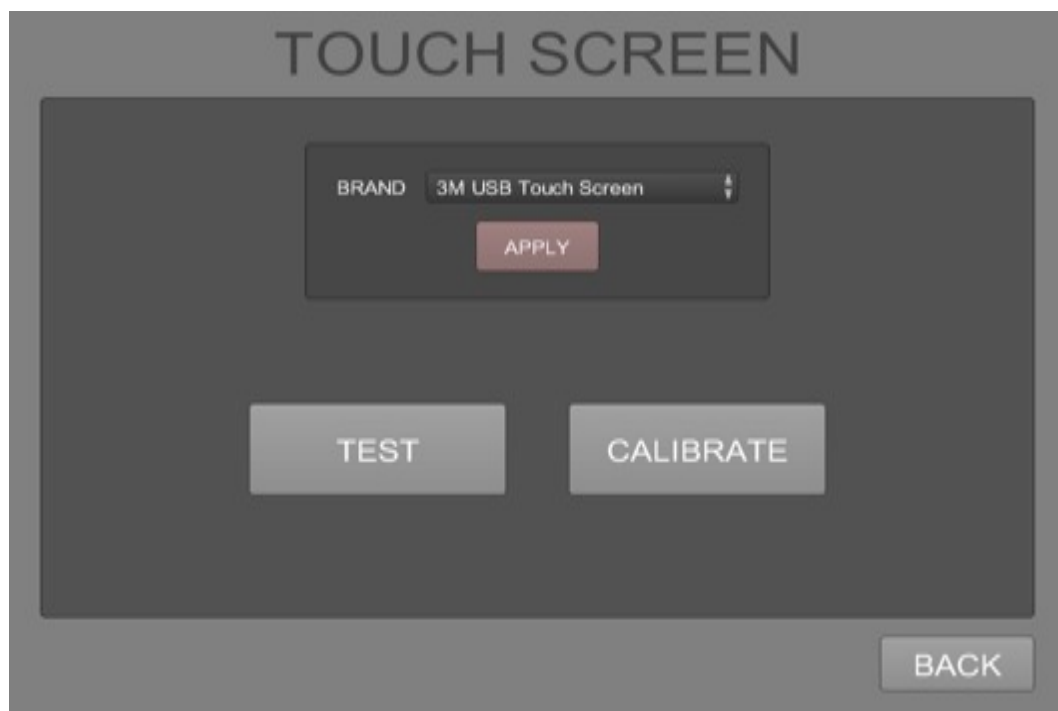 TOUCH SCREEN
BRAND 3M USB Touch Screen
APPLY
TEST CALIBRATE
BACK